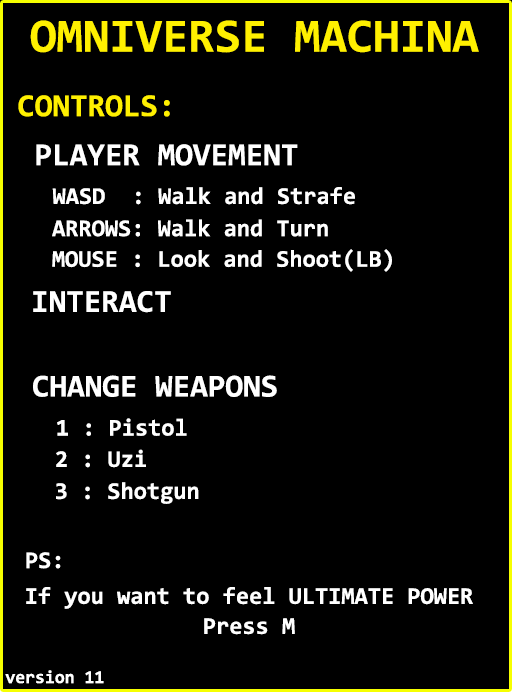 OMNIVERSE MACHINA
CONTROLS:
PLAYER MOVEMENT
WASD : Walk and Strafe
ARROWS: Walk and Turn
MOUSE : Look and Shoot(LB)
INTERACT
CHANGE WEAPONS
1 : Pistol
2 : Uzi
3 : Shotgun
PS:
If you want to feel ULTIMATE POWER
Press M
version 11